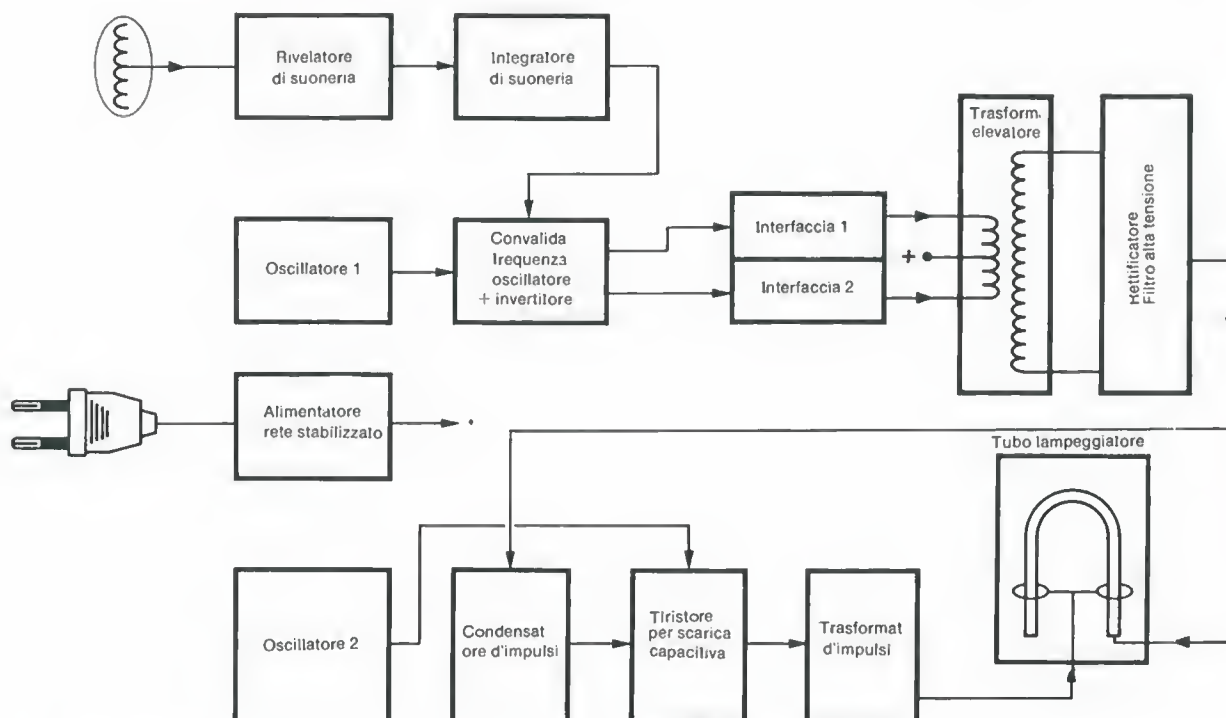 Rivelatore
di suoneria
Integratore
di suoneria
Trasform.
elevatore
Rettificatore
Filtro alta tensione
Oscillatore 1
Convalida
frequenza
oscillatore
+ invertitore
Interfaccia 1
+
Interfaccia 2
Alimentatore
rete stabilizzato
Tubo lampeggiatore
Oscillatore 2
Condensat
ore d'impulsi
Tiristore
per scarica
capacitiva
Trasformat
d'impulsi